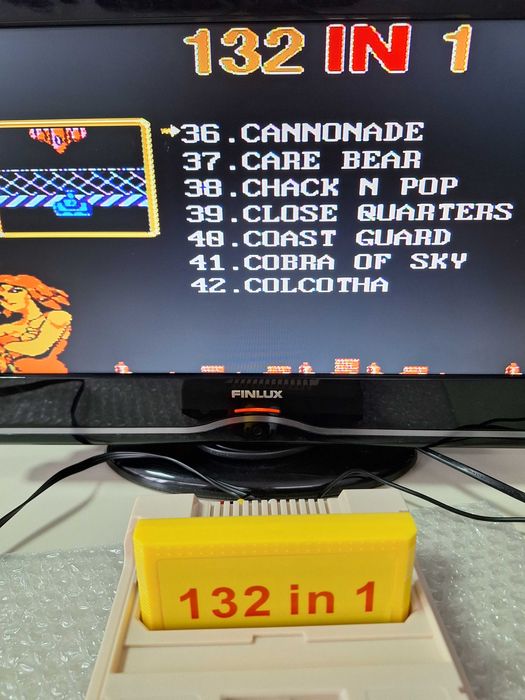 132 IN 1
36.CANNONADE
37.CARE BEAR
38.CHACK N POP
39.CLOSE QUARTERS
40.COAST GUARD
41.COBRA OF SKY
42.COLCOTHA
FINLUX
132 in 1